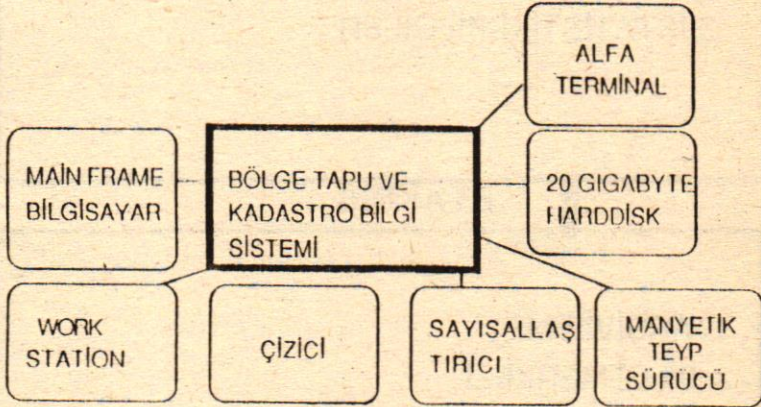 ALFA
TERMİNAL
MAİN FRAME
BİLGİSAYAR
BÖLGE TAPU VE
KADASTRO BİLGİ
SİSTEMİ
20 GIGABYTE
HARDDİSK
WORK
STATİON
ÇİZİCİ
SAYISALLAŞ
TIRICI
MANYETİK
TEYP
SÜRÜCÜ